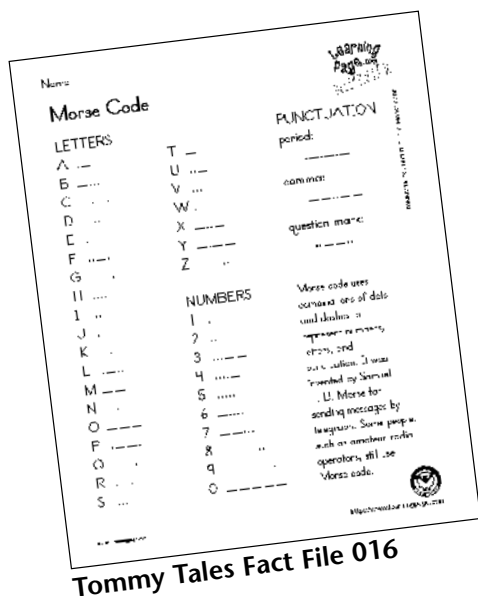 Name
Learning
Page.com
Morse Code
LETTERS
A .—
B —...
C
D
E .
F ..—.
G
H ....
I ..
J
K
L .—..
M — —
N
O — — —
P .— —.
Q
R
S ...
T —
U ..—
V
W
X —..—
Y —.— —
Z
NUMBERS
1
2
3 ...— —
4 ....—
5 .....
6 —....
7 — —...
8
9
0 — — — — —
PUNCTUATION
period:
comma:
question mark:
Morse code uses
combinations of dots
and dashes to
represent numbers,
letters, and
punctuation. It was
invented by Samuel
Morse for
sending messages by
telegraph. Some people,
such as amateur radio
operators, still use
Morse code.
Tommy Tales Fact File 016